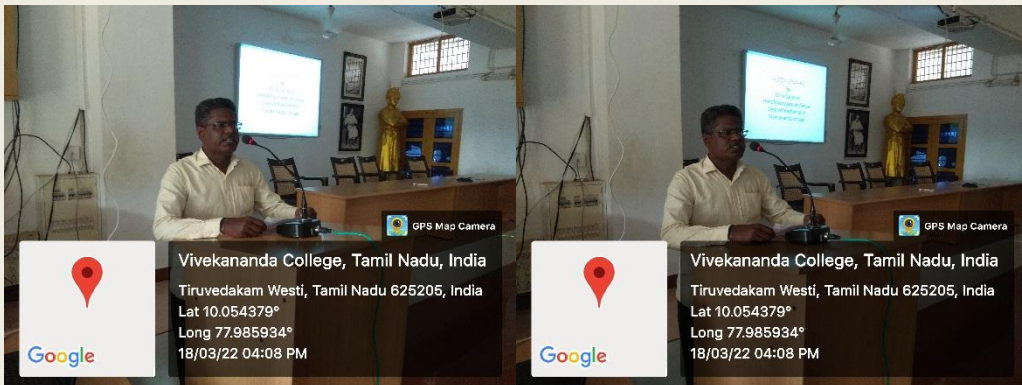 GPS Map Camera
Vivekananda College, Tamil Nadu, India
Tiruvedakam Westi, Tamil Nadu 625205, India
Lat 10.054379°
Long 77.985934°
18/03/22 04:08 PM
Google
GPS Map Camera
Vivekananda College, Tamil Nadu, India
Tiruvedakam Westi, Tamil Nadu 625205, India
Lat 10.054379°
Long 77.985934°
18/03/22 04:08 PM
Google